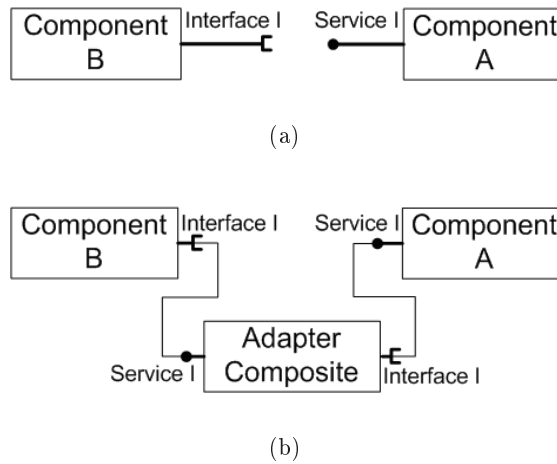 Interface I
Service I
Component
B
Component
A
(a)
Component
B
Interface I
Service I
Component
A
Adapter
Composite
Service I
Interface I
(b)